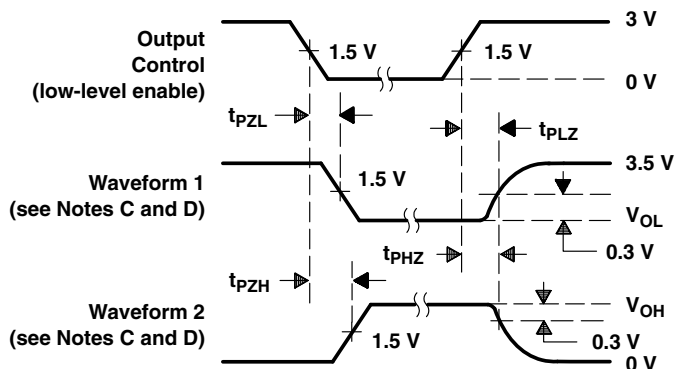 Output
Control
(low-level enable)
1.5 V
1.5 V
3 V
0 V
tPZL
tPLZ
Waveform 1
(see Notes C and D)
1.5 V
3.5 V
VOL
0.3 V
tPZH
tPHZ
Waveform 2
(see Notes C and D)
1.5 V
VOH
0.3 V
0 V